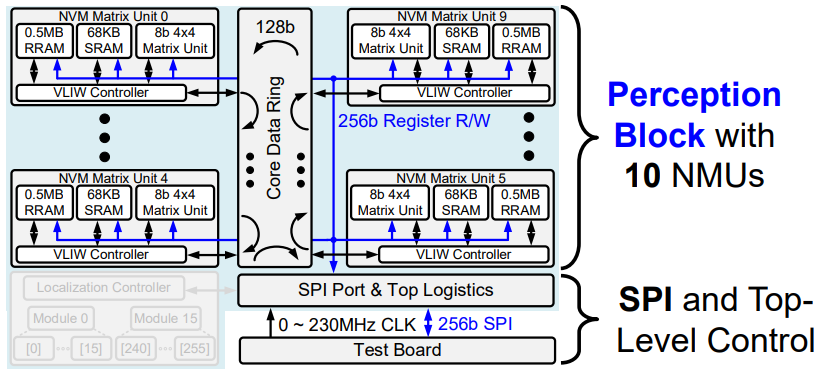 NVM Matrix Unit 0
0.5MB
RRAM
68KB
SRAM
8b 4x4
Matrix Unit
VLIW Controller
128b
Core Data Ring
NVM Matrix Unit 9
8b 4x4
Matrix Unit
68KB
SRAM
0.5MB
RRAM
VLIW Controller
256b Register R/W
NVM Matrix Unit 4
0.5MB
RRAM
68KB
SRAM
8b 4x4
Matrix Unit
VLIW Controller
NVM Matrix Unit 5
8b 4x4
Matrix Unit
68KB
SRAM
0.5MB
RRAM
VLIW Controller
Perception
Block with
10 NMUs
Localization Controller
Module 0
Module 15
[0]
[15]
[240]
[255]
SPI Port & Top Logistics
0 ~ 230MHz CLK
256b SPI
Test Board
SPI and Top-
Level Control